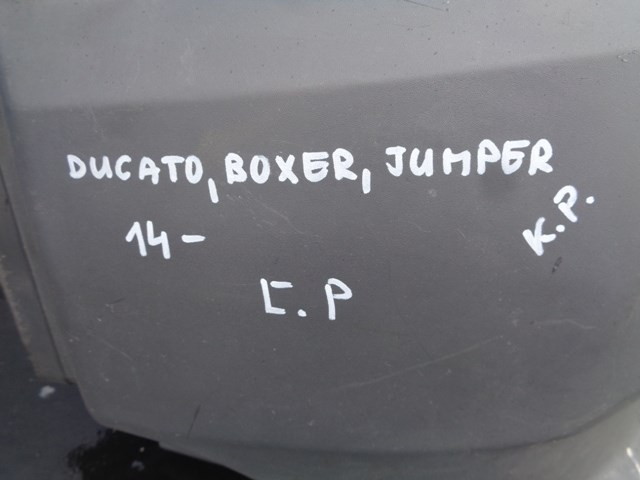 DUCATO, BOXER, JUMPER
14-
K.P.
C.P